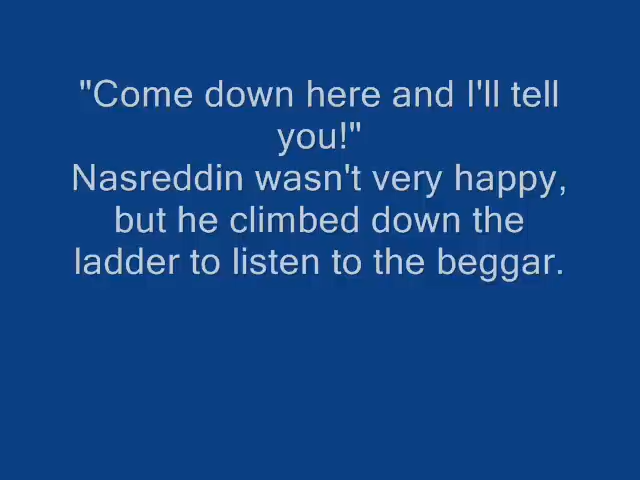 "Come down here and I'll tell
you!"
Nasreddin wasn't very happy,
but he climbed down the
ladder to listen to the beggar.